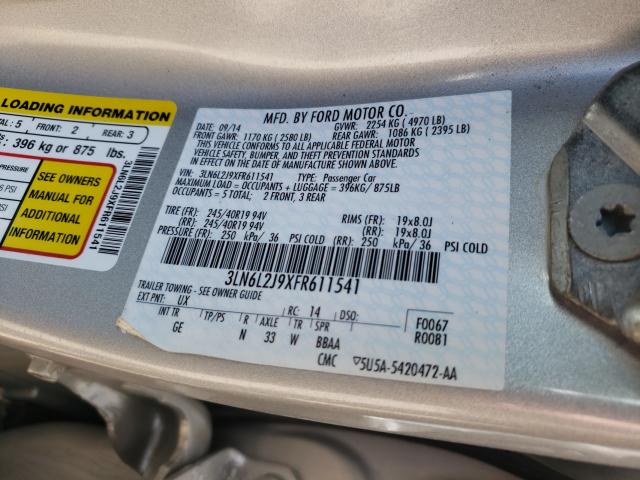 LOADING INFORMATION
TAL: 5 FRONT: 2 REAR: 3
396 kg or 875 lbs.
SEE OWNERS
MANUAL FOR
ADDITIONAL
INFORMATION
3LN6L2J9XFR611541
MFD. BY FORD MOTOR CO.
DATE: 09/14 GVWR: 2254 KG ( 4970 LB)
FRONT GAWR: 1170 KG ( 2580 LB) 1086 KG ( 2395 LB)
THIS VEHICLE CONFORMS TO ALL APPLICABLE FEDERAL MOTOR
VEHICLE SAFETY, BUMPER, AND THEFT PREVENTION STANDARDS
IN EFFECT ON THE DATE OF MANUFACTURE SHOWN ABOVE.
VIN: 3LN6L2J9XFR611541 TYPE: Passenger Car
MAXIMUM LOAD = OCCUPANTS + LUGGAGE = 396KG/875LB
OCCUPANTS = 5 TOTAL: 2 FRONT, 3 REAR
TIRE (FR): 245/40R19 94V RIMS (FR): 19x8.0J
245/40R19 94V (RR): 19x8.0J
PRESSURE (FR): 250 kPa/ 36 PSI COLD (RR): 250 kPa/ 36 PSI COLD
3LN6L2J9XFR611541
TRAILER TOWING - SEE OWNER GUIDE
EXT PNT: UX RC: 14 DSO:
INT TR TP/PS R AXLE TR SPR F0067
GE N 33 W BBAA R0081
CMC 5U5A-5420472-AA